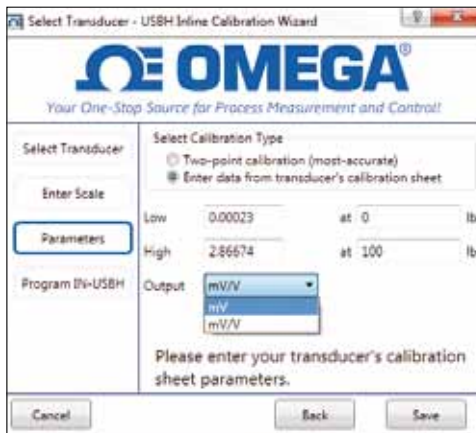 Select Transducer - USBH Inline Calibration Wizard
OMEGA®
Your One-Stop Source for Process Measurement and Control!
Select Transducer
Enter Scale
Parameters
Program IN-USBH
Select Calibration Type
Two-point calibration (most-accurate)
Enter data from transducer's calibration sheet
Low 0.00023 at 0 lb
High 2.86674 at 100 lb
Output mV/V
mV
mV/V
Please enter your transducer's calibration
sheet parameters.
Cancel Back Save